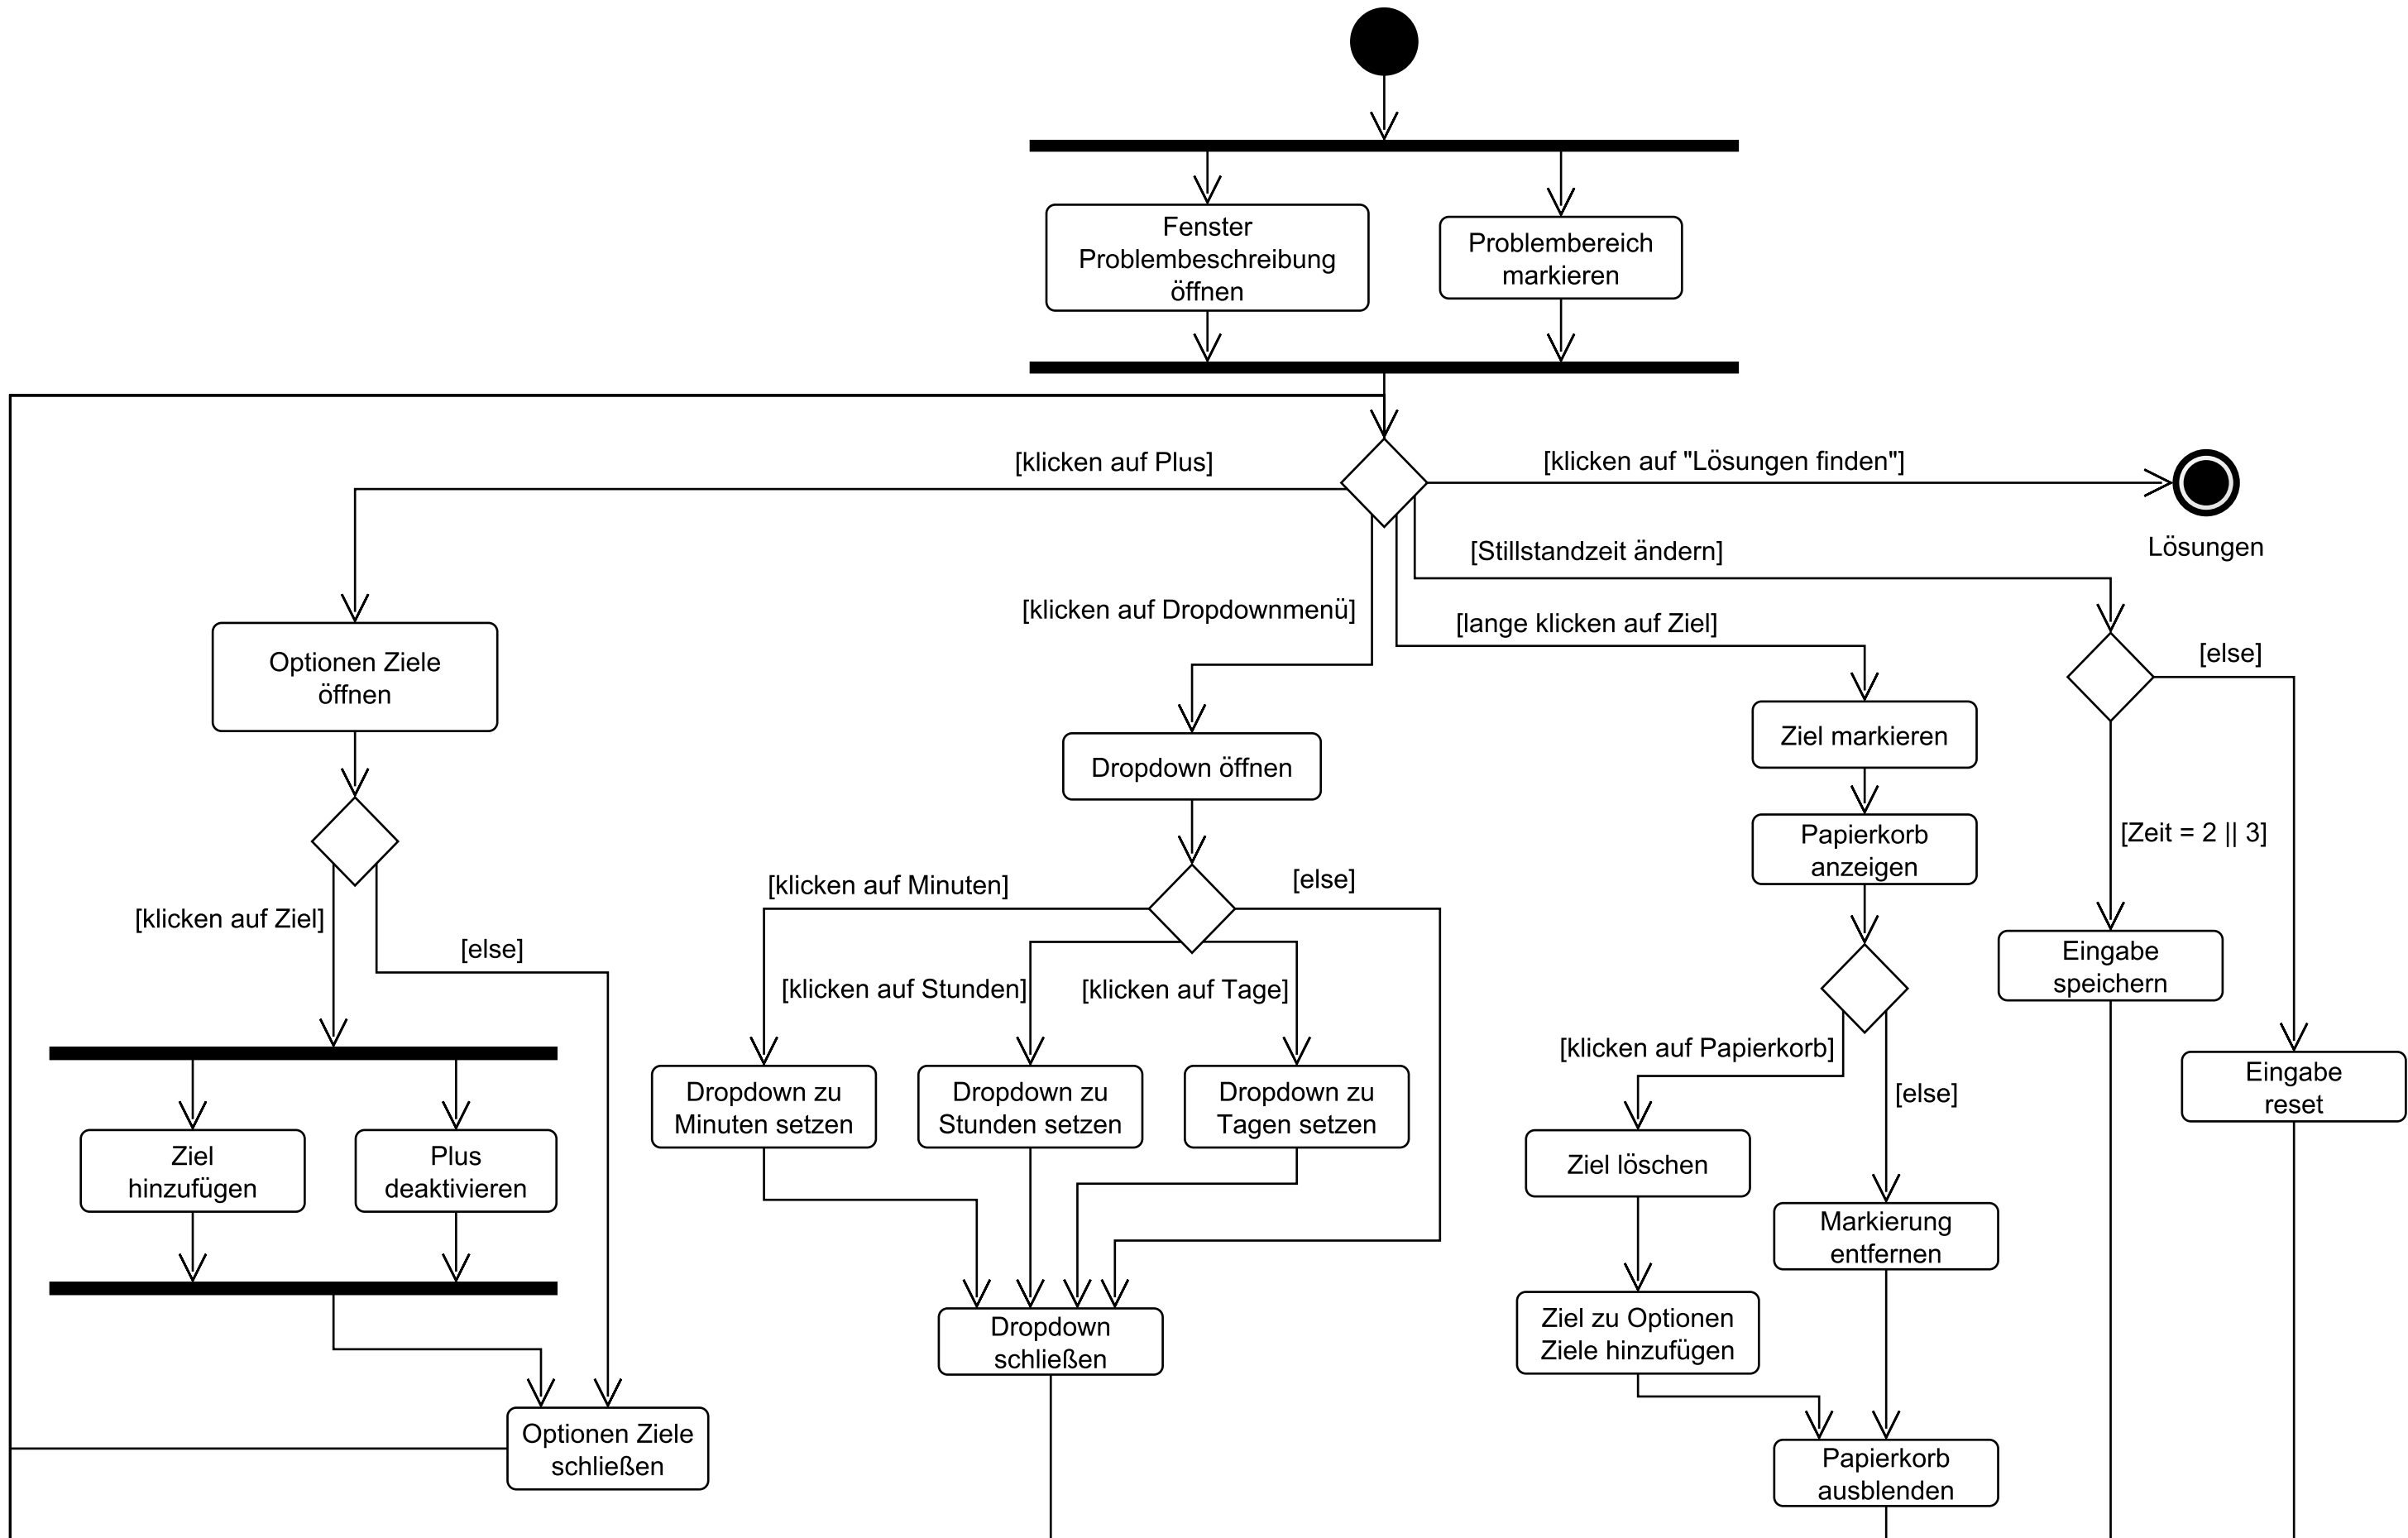 Fenster
Problembeschreibung
öffnen
Problembereich
markieren
[klicken auf Plus]
[klicken auf "Lösungen finden"]
Lösungen
[Stillstandzeit ändern]
[klicken auf Dropdownmenü]
[lange klicken auf Ziel]
[else]
Optionen Ziele
öffnen
Dropdown öffnen
Ziel markieren
Papierkorb
anzeigen
[Zeit = 2 || 3]
[klicken auf Minuten]
[else]
[klicken auf Ziel]
[else]
[klicken auf Stunden]
[klicken auf Tage]
Eingabe
speichern
[klicken auf Papierkorb]
[else]
Eingabe
reset
Dropdown zu
Minuten setzen
Dropdown zu
Stunden setzen
Dropdown zu
Tagen setzen
Ziel
hinzufügen
Plus
deaktivieren
Ziel löschen
Markierung
entfernen
Ziel zu Optionen
Ziele hinzufügen
Dropdown
schließen
Optionen Ziele
schließen
Papierkorb
ausblenden